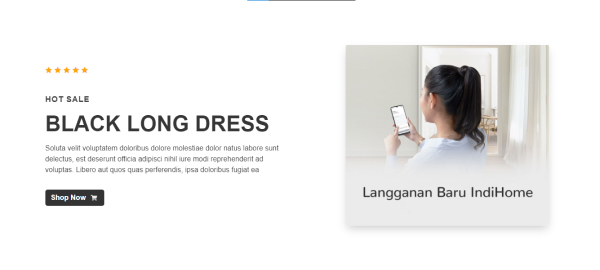 HOT SALE
BLACK LONG DRESS
Soluta velit voluptatem doloribus dolore molestiae dolor natus labore sunt
delectus, est deserunt officia adipisci nihil iure modi reprehenderit ad
voluptas. Libero aut quos quas perferendis, ipsa doloribus fugiat ea
Shop Now
Langganan Baru IndiHome